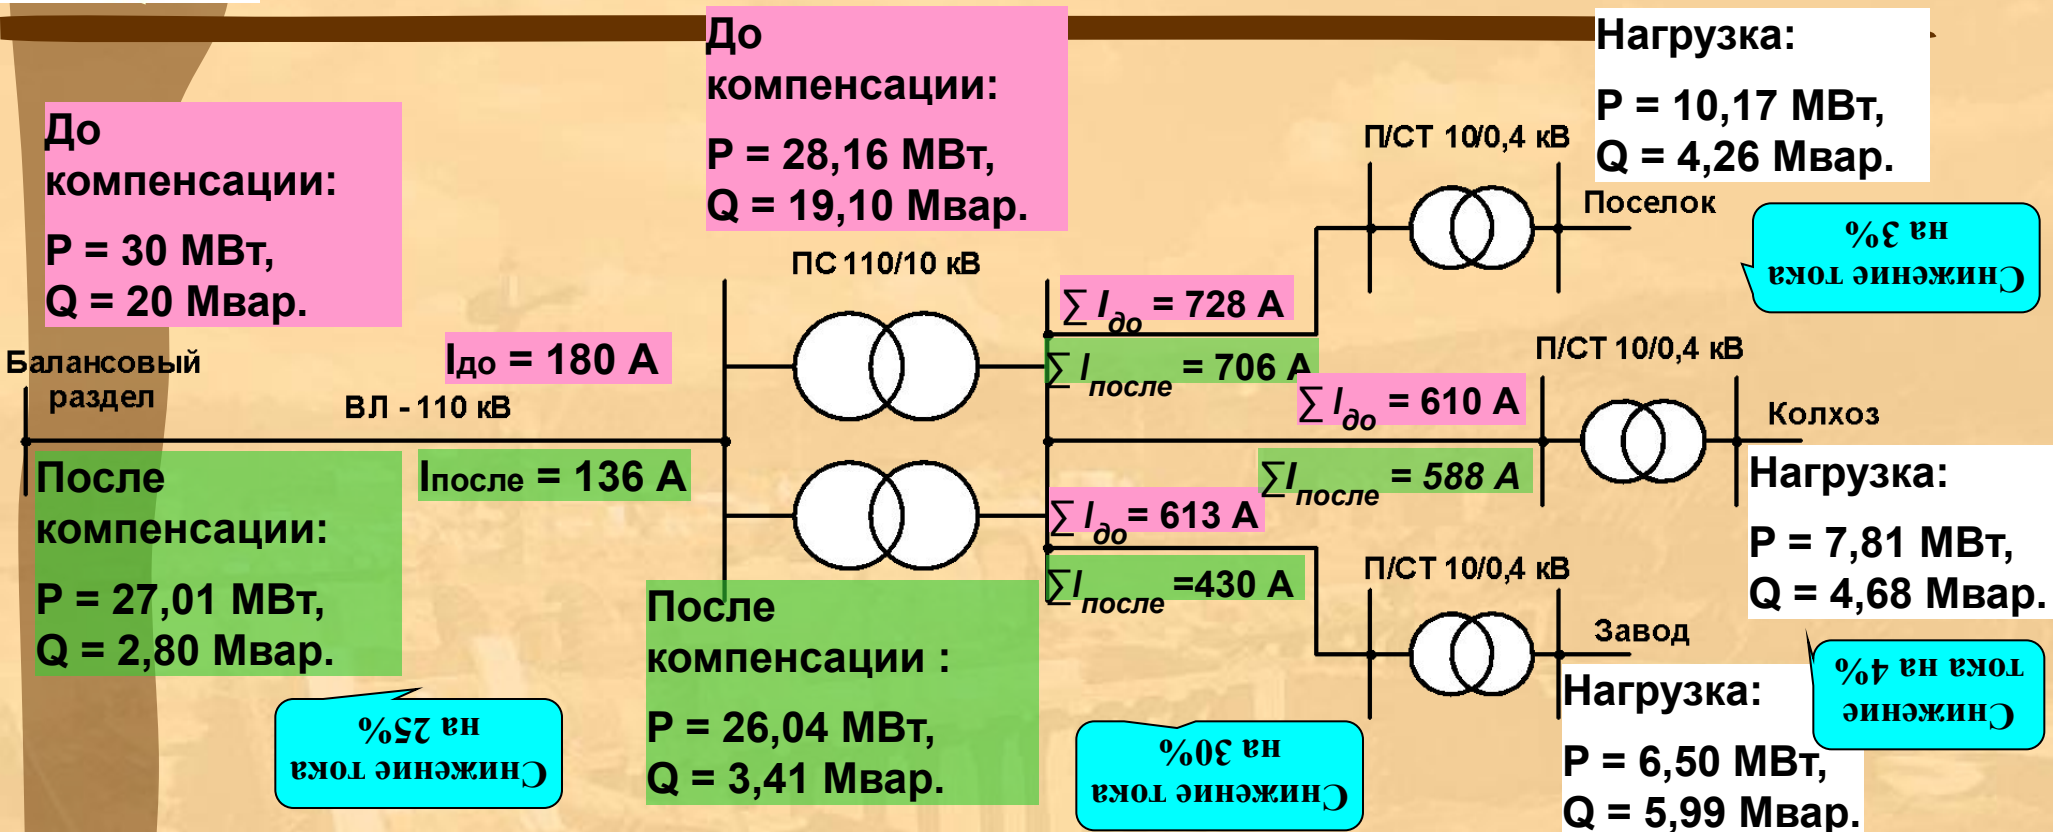 До
компенсации:
P = 30 МВт,
Q = 20 Мвар.
До
компенсации:
P = 28,16 МВт,
Q = 19,10 Мвар.
Нагрузка:
P = 10,17 МВт,
Q = 4,26 Мвар.
П/СТ 10/0,4 кВ
Поселок
Снижение тока
на 3%
ПС 110/10 кВ
∑ Iдо = 728 А
∑ Iпосле = 706 А
Балансовый
раздел
Iдо = 180 А
ВЛ - 110 кВ
Iпосле = 136 А
П/СТ 10/0,4 кВ
∑ Iдо = 610 А
Колхоз
∑Iпосле = 588 А
Нагрузка:
P = 7,81 МВт,
Q = 4,68 Мвар.
Снижение
тока на 4%
После
компенсации:
P = 27,01 МВт,
Q = 2,80 Мвар.
Снижение тока
на 25%
∑ Iдо= 613 А
∑Iпосле =430 А
П/СТ 10/0,4 кВ
Завод
После
компенсации :
P = 26,04 МВт,
Q = 3,41 Мвар.
Снижение тока
на 30%
Нагрузка:
P = 6,50 МВт,
Q = 5,99 Мвар.